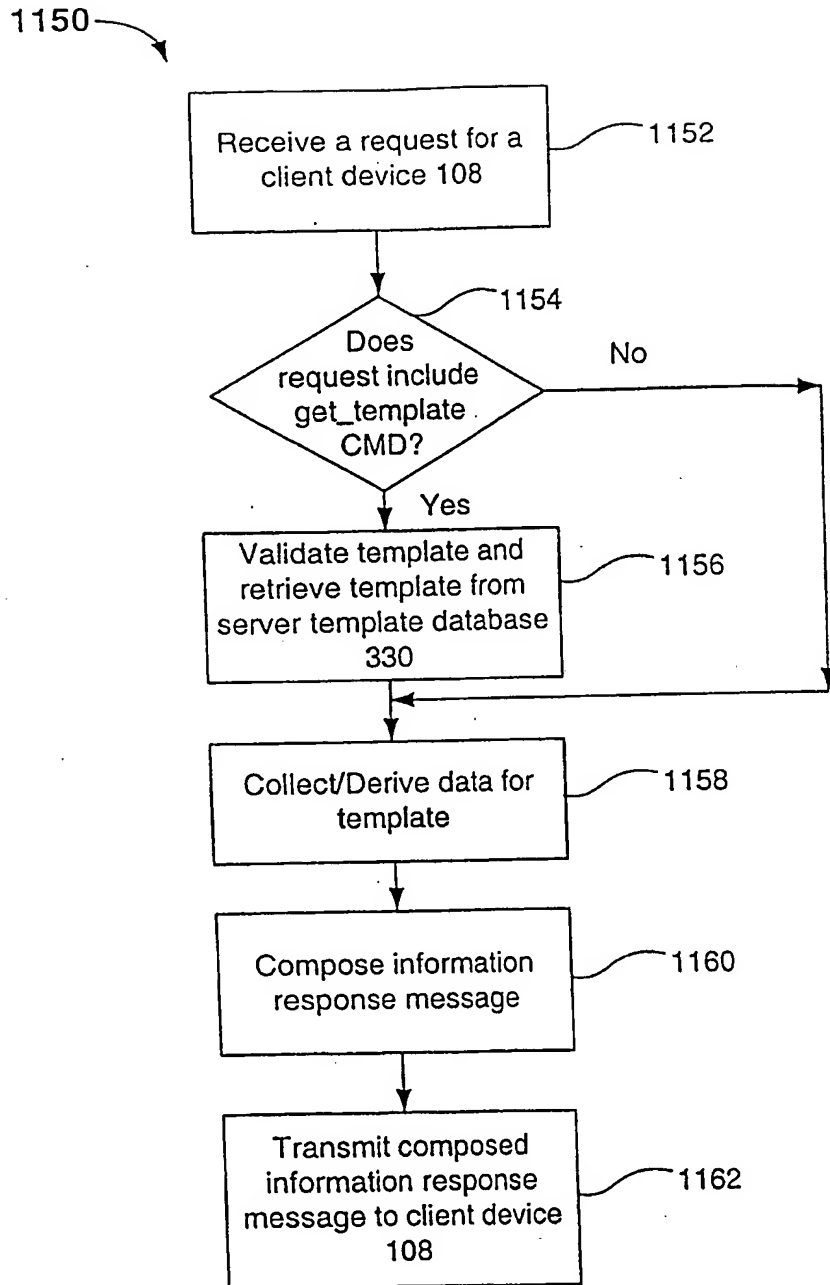 1150
Receive a request for a
client device 108
1152
1154
Does
request include
get_template
CMD?
No
Yes
Validate template and
retrieve template from
server template database
330
1156
Collect/Derive data for
template
1158
Compose information
response message
1160
Transmit composed
information response
message to client device
108
1162